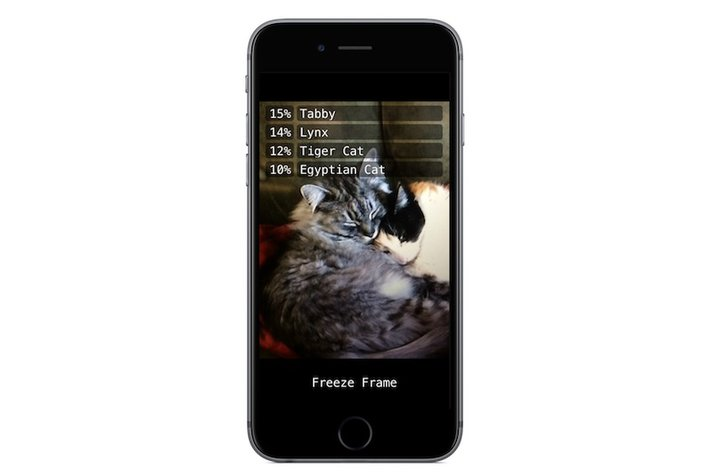 15% Tabby
14% Lynx
12% Tiger Cat
10% Egyptian Cat
Freeze Frame